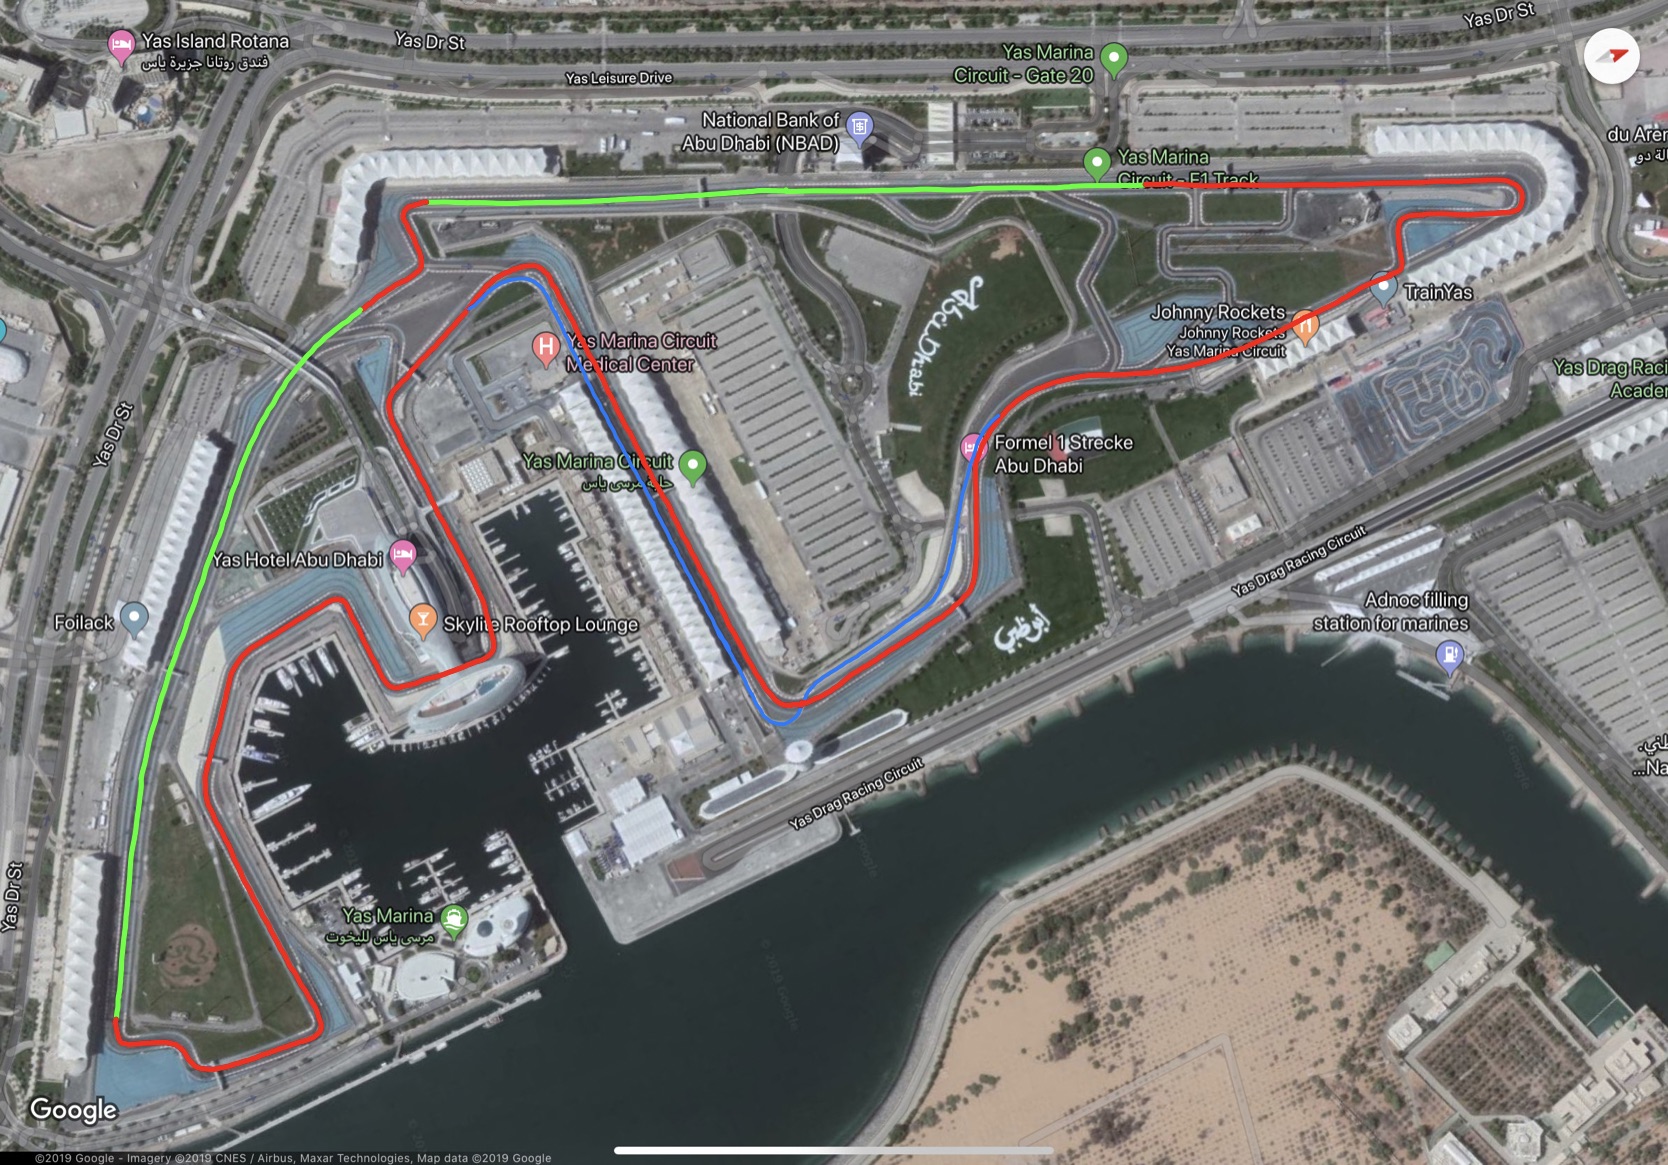 Yas Island Rotana
فندق روتانا جزيرة ياس
Yas Dr St
Yas Dr St
Yas Leisure Drive
Yas Marina
Circuit - Gate 20
National Bank of
Abu Dhabi (NBAD)
Yas Marina
Circuit - F1 Track
du Aren
Abu Dhabi
TrainYas
Johnny Rockets
Johnny Rockets
Yas Marina Circuit
Yas Marina Circuit
Medical Center
Yas Drag Raci
Acader
Yas Dr St
Formel 1 Strecke
Abu Dhabi
Yas Marina Circuit
حلبة مرسى ياس
Yas Hotel Abu Dhabi
Yas Drag Racing Circuit
Foilack
Skylite Rooftop Lounge
Adnoc filling
station for marines
أبوظبي
Yas Drag Racing Circuit
...Na
Yas Dr St
Yas Marina
مرسى ياس لليخوت
Google
©2019 Google - Imagery ©2019 CNES / Airbus, Maxar Technologies, Map data ©2019 Google